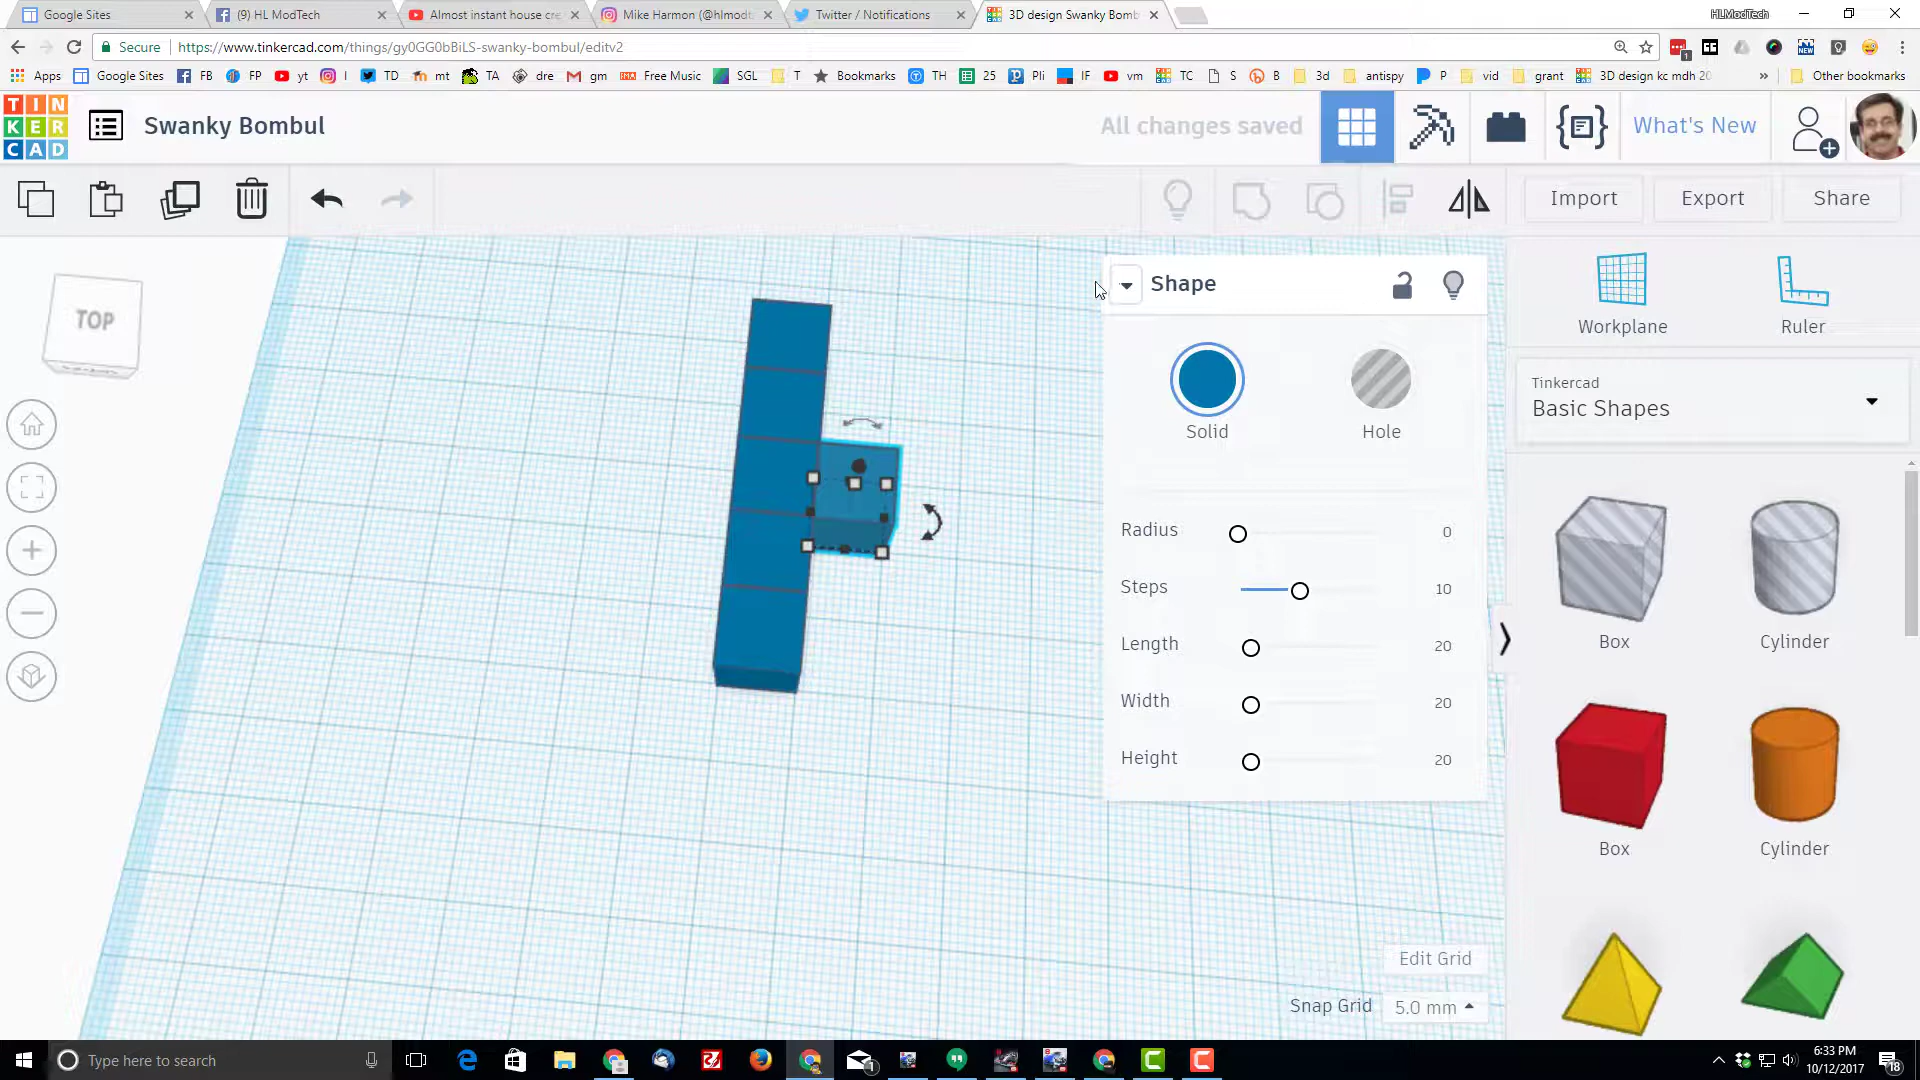 Google Sites
(9) HL ModTech
Almost instant house cre
Mike Harmon (@hlmodt
Twitter / Notifications
3D design Swanky Bomb
HLModTech
Secure
https://www.tinkercad.com/things/gy0GG0bBiLS-swanky-bombul/editv2
Apps
Google Sites
FB
FP
yt
I
TD
mt
TA
dre
gm
Free Music
SGL
T
Bookmarks
TH
25
Pli
IF
vm
TC
S
B
3d
antispy
P
vid
grant
3D design kc mdh 20
»
Other bookmarks
TIN
KER
CAD
Swanky Bombul
All changes saved
What's New
Import
Export
Share
TOP
Shape
Solid
Hole
Radius 0
Steps 10
Length 20
Width 20
Height 20
Workplane
Ruler
Tinkercad
Basic Shapes
Box
Cylinder
Box
Cylinder
Edit Grid
Snap Grid 5.0 mm
Type here to search
6:33 PM
10/12/2017
18